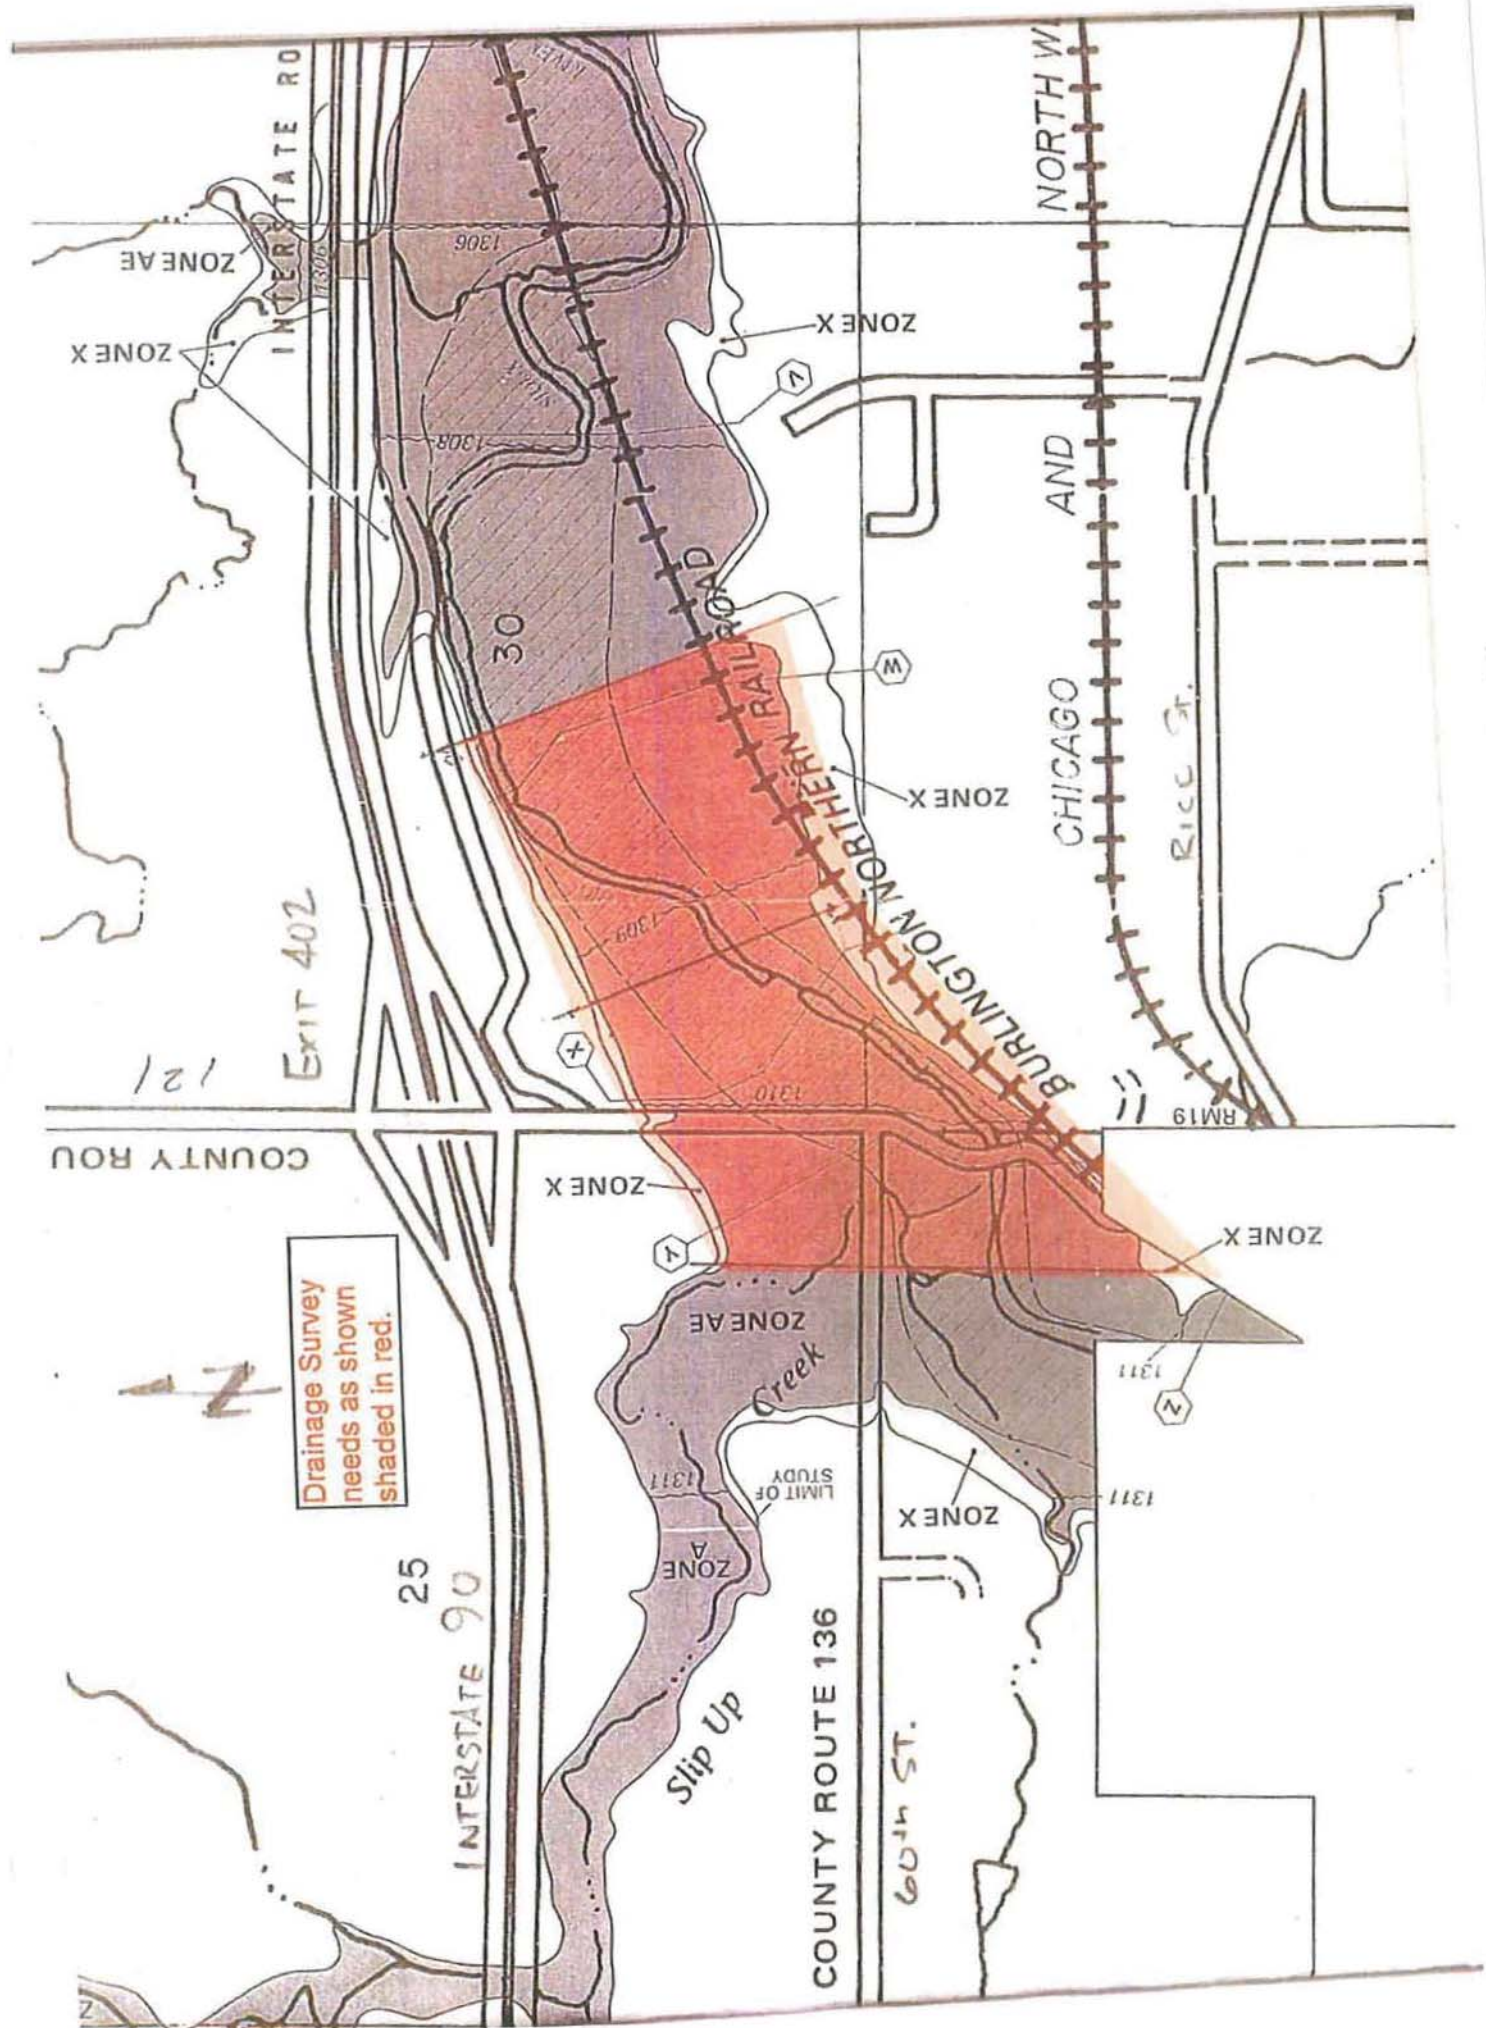 INTERSTATE RO
ZONE AE
1306
1306
ZONE X
RIVER
SIOUX
1308
ZONE X
V
NORTH W
AND
CHICAGO
30
BURLINGTON NORTHERN RAILROAD
W
ZONE X
RICE ST.
EXIT 402
121
1309
X
1310
RM19
COUNTY ROU
ZONE X
Y
ZONE X
N
Drainage Survey
needs as shown
shaded in red.
ZONE AE
Creek
1311
Z
1311
LIMIT OF
STUDY
ZONE X
1311
ZONE
A
25
INTERSTATE 90
Slip Up
COUNTY ROUTE 136
60th ST.
Z